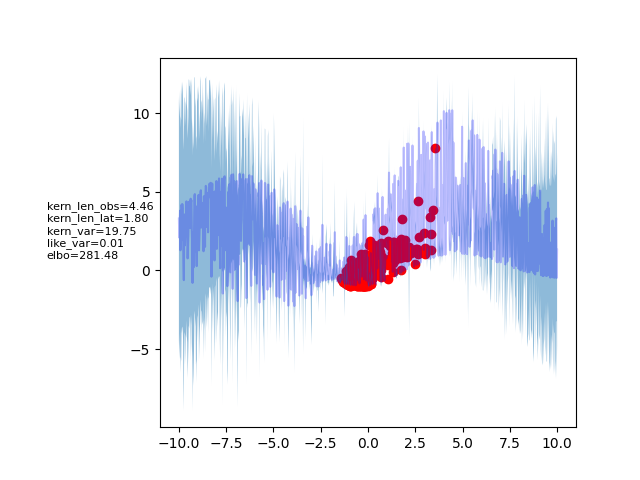 10
5
0
−5
kern_len_obs=4.46
kern_len_lat=1.80
kern_var=19.75
like_var=0.01
elbo=281.48
−10.0 −7.5 −5.0 −2.5 0.0 2.5 5.0 7.5 10.0